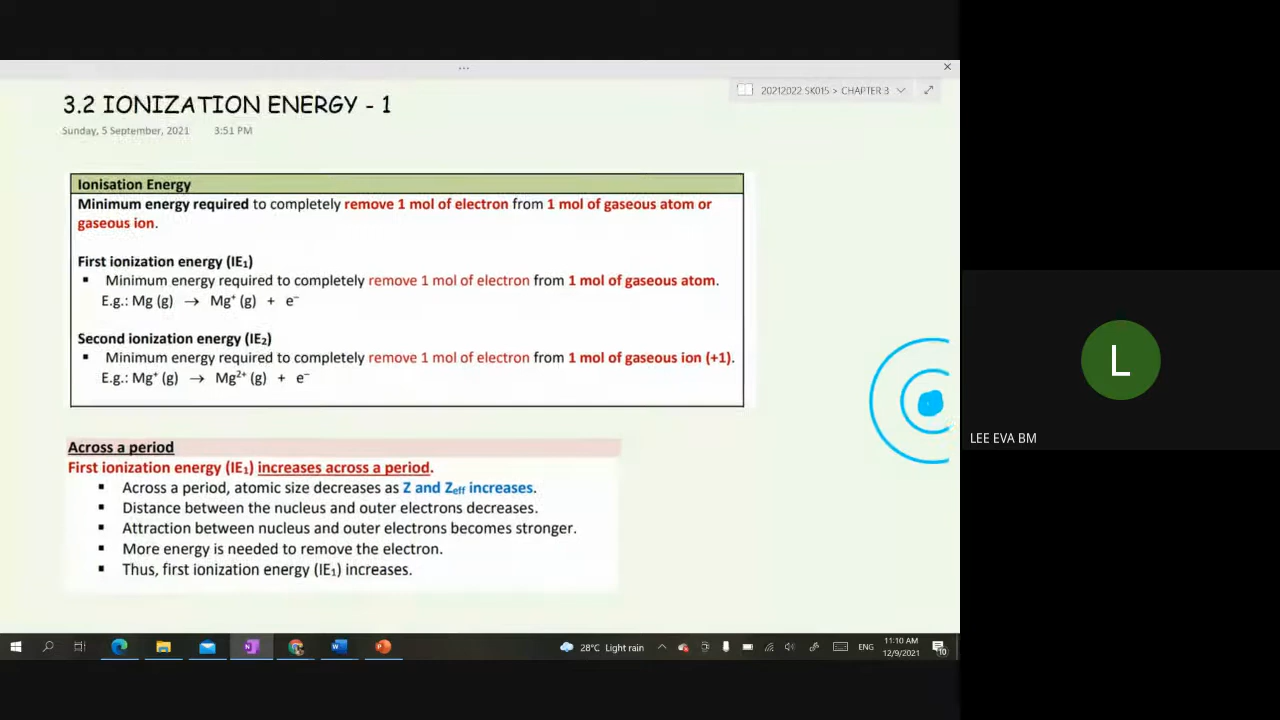 ...
20212022 SK015 > CHAPTER 3
3.2 IONIZATION ENERGY - 1
Sunday, 5 September, 2021 3:51 PM
Ionisation Energy
Minimum energy required to completely remove 1 mol of electron from 1 mol of gaseous atom or
gaseous ion.
First ionization energy (IE₁)
▪ Minimum energy required to completely remove 1 mol of electron from 1 mol of gaseous atom.
E.g.: Mg (g) → Mg⁺ (g) + e⁻
Second ionization energy (IE₂)
▪ Minimum energy required to completely remove 1 mol of electron from 1 mol of gaseous ion (+1).
E.g.: Mg⁺ (g) → Mg²⁺ (g) + e⁻
Across a period
First ionization energy (IE₁) increases across a period.
▪ Across a period, atomic size decreases as Z and Zeff increases.
▪ Distance between the nucleus and outer electrons decreases.
▪ Attraction between nucleus and outer electrons becomes stronger.
▪ More energy is needed to remove the electron.
▪ Thus, first ionization energy (IE₁) increases.
L
LEE EVA BM
28°C Light rain
ENG
11:10 AM
12/9/2021
10